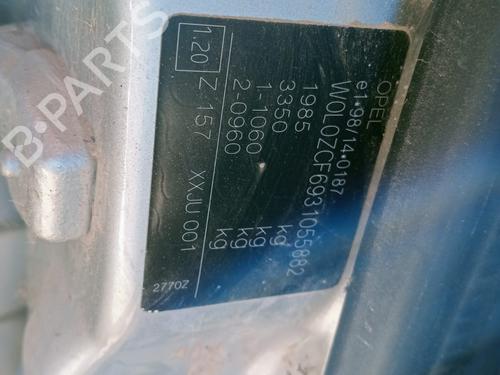 OPEL
e1*98/14*0187
W0L0ZCF6931055882
1985 kg
3350 kg
1-1060 kg
2-0960 kg
1.20 Z 157 XXJU 001
2770Z
B-PARTS